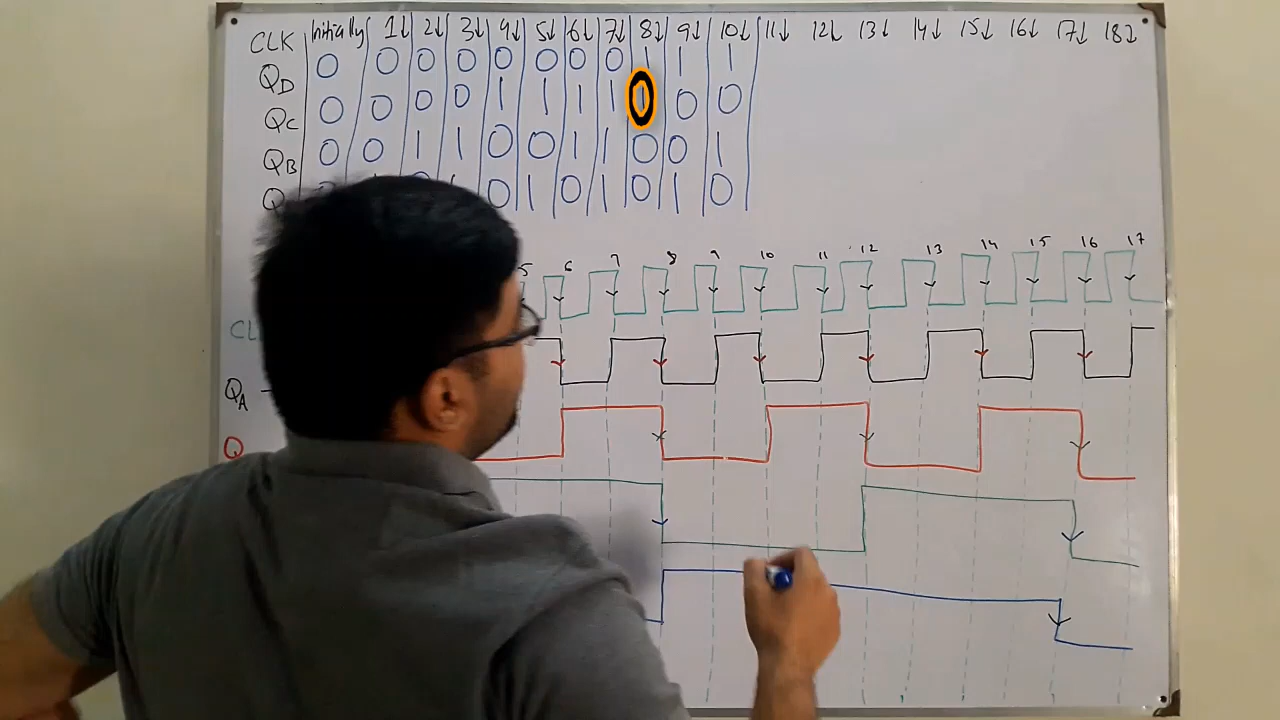 CLK Initially 1↓ 2↓ 3↓ 4↓ 5↓ 6↓ 7↓ 8↓ 9↓ 10↓ 11↓ 12↓ 13↓ 14↓ 15↓ 16↓ 17↓ 18↓
QD 0 0 0 0 0 0 0 0 1 1 1
QC 0 0 0 0 1 1 1 1 0 0 0
QB 0 0 1 1 0 0 1 1 0 0 1
Q 0 1 0 1 0 1 0
5 6 7 8 9 10 11 12 13 14 15 16 17
CL
QA
Q